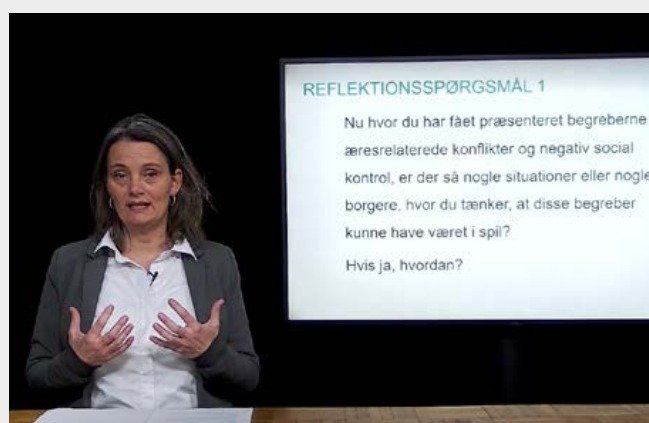 REFLEKTIONSSPØRGSMÅL 1
Nu hvor du har fået præsenteret begreberne
æresrelaterede konflikter og negativ social
kontrol, er der så nogle situationer eller nogle
borgere, hvor du tænker, at disse begreber
kunne have været i spil?
Hvis ja, hvordan?